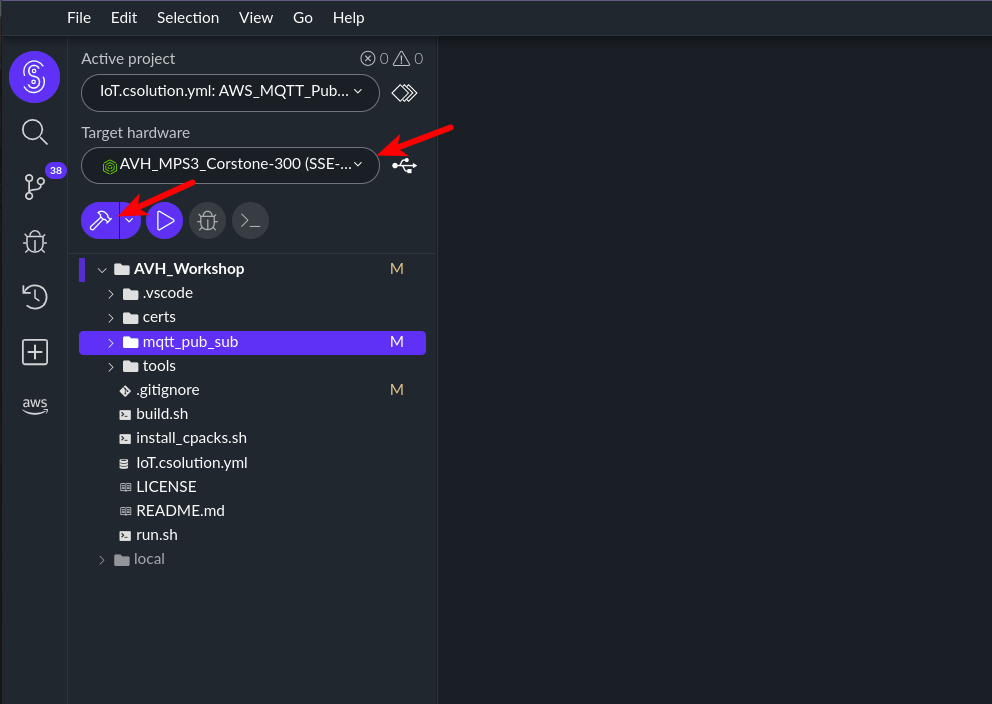 File Edit Selection View Go Help
Active project 0 0
IoT.csolution.yml: AWS_MQTT_Pub...
Target hardware
AVH_MPS3_Corstone-300 (SSE-...
38
AVH_Workshop M
.vscode
certs
mqtt_pub_sub M
tools
.gitignore M
build.sh
install_cpacks.sh
IoT.csolution.yml
LICENSE
README.md
run.sh
local
aws